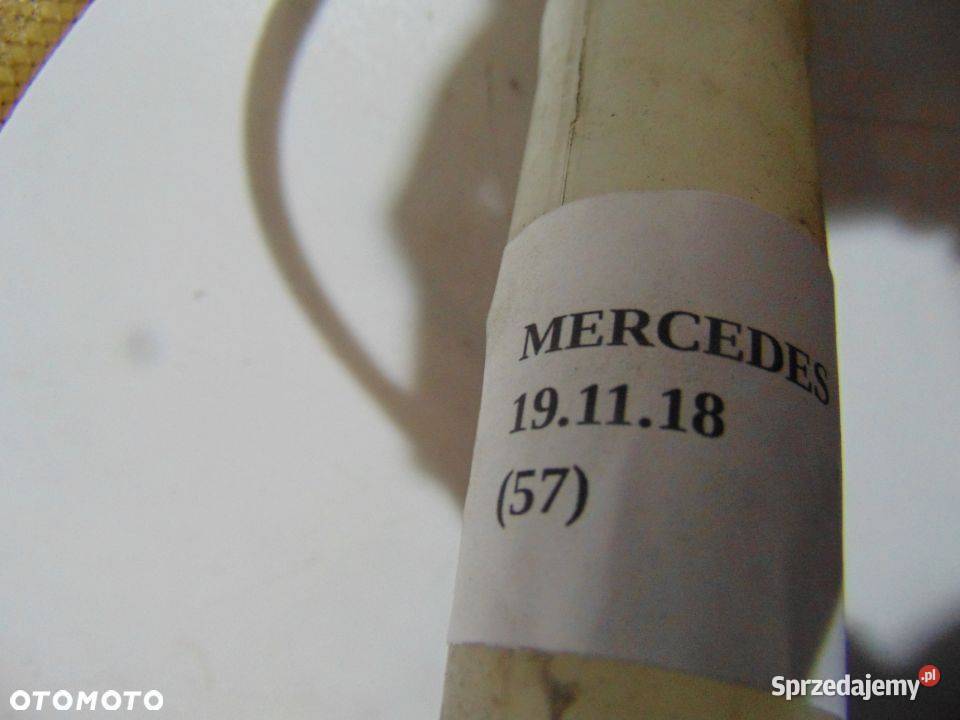 MERCEDES
19.11.18
(57)
OTOMOTO
Sprzedajemy.pl